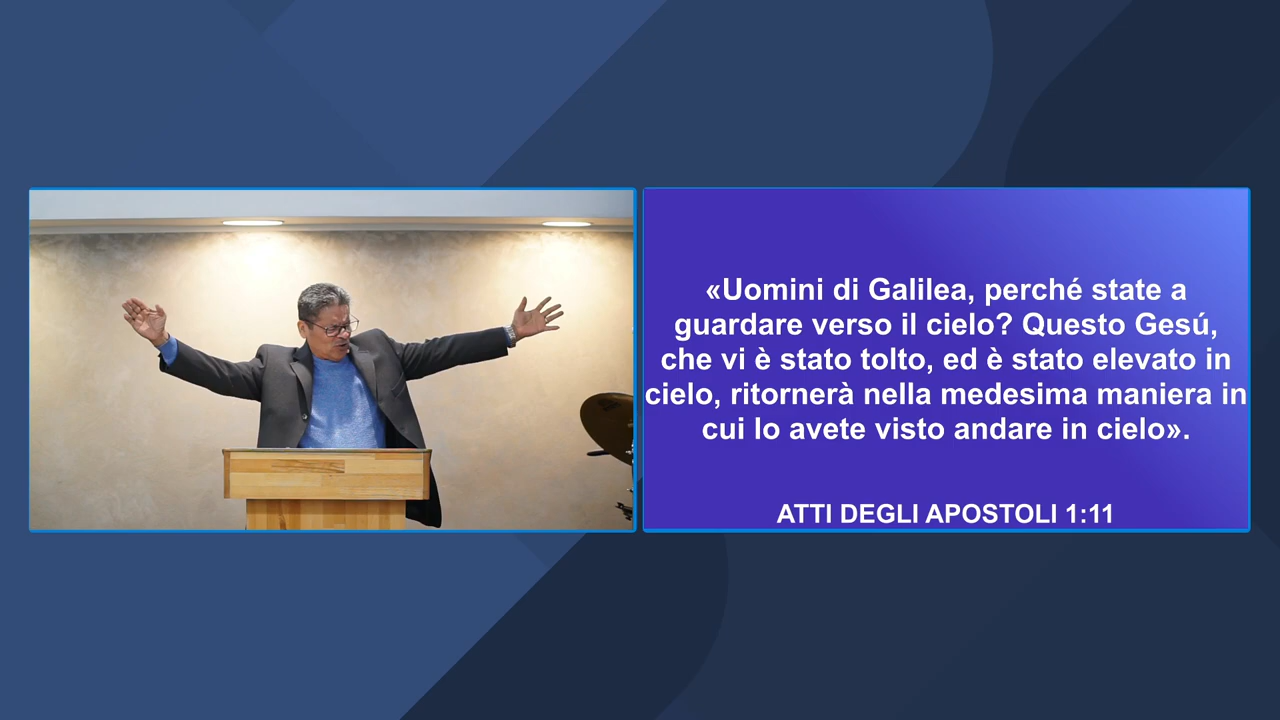 «Uomini di Galilea, perché state a
guardare verso il cielo? Questo Gesú,
che vi è stato tolto, ed è stato elevato in
cielo, ritornerà nella medesima maniera in
cui lo avete visto andare in cielo».
ATTI DEGLI APOSTOLI 1:11